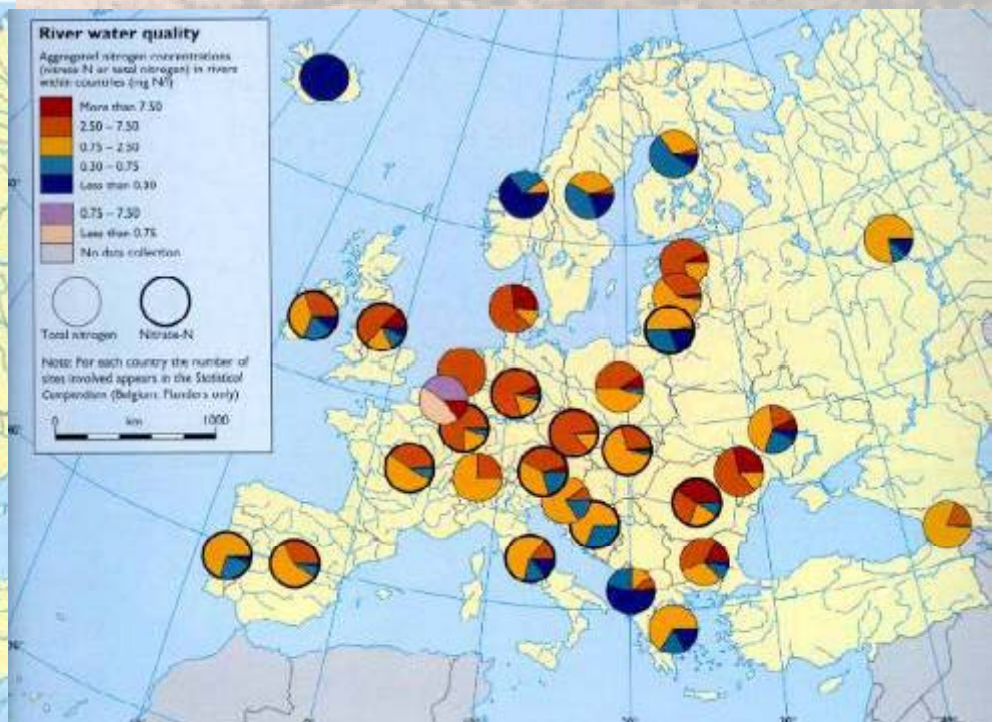 River water quality
Aggregated nitrogen concentrations
(nitrate-N or total nitrogen) in rivers
within countries (mg N/l)
More than 7.50
2.50 – 7.50
0.75 – 2.50
0.30 – 0.75
Less than 0.30
0.75 – 7.50
Less than 0.75
No data collection
Total nitrogen
Nitrate-N
Note: For each country the number of
sites involved appears in the Statistical
Compendium (Belgium: Flanders only)
0 km 1000